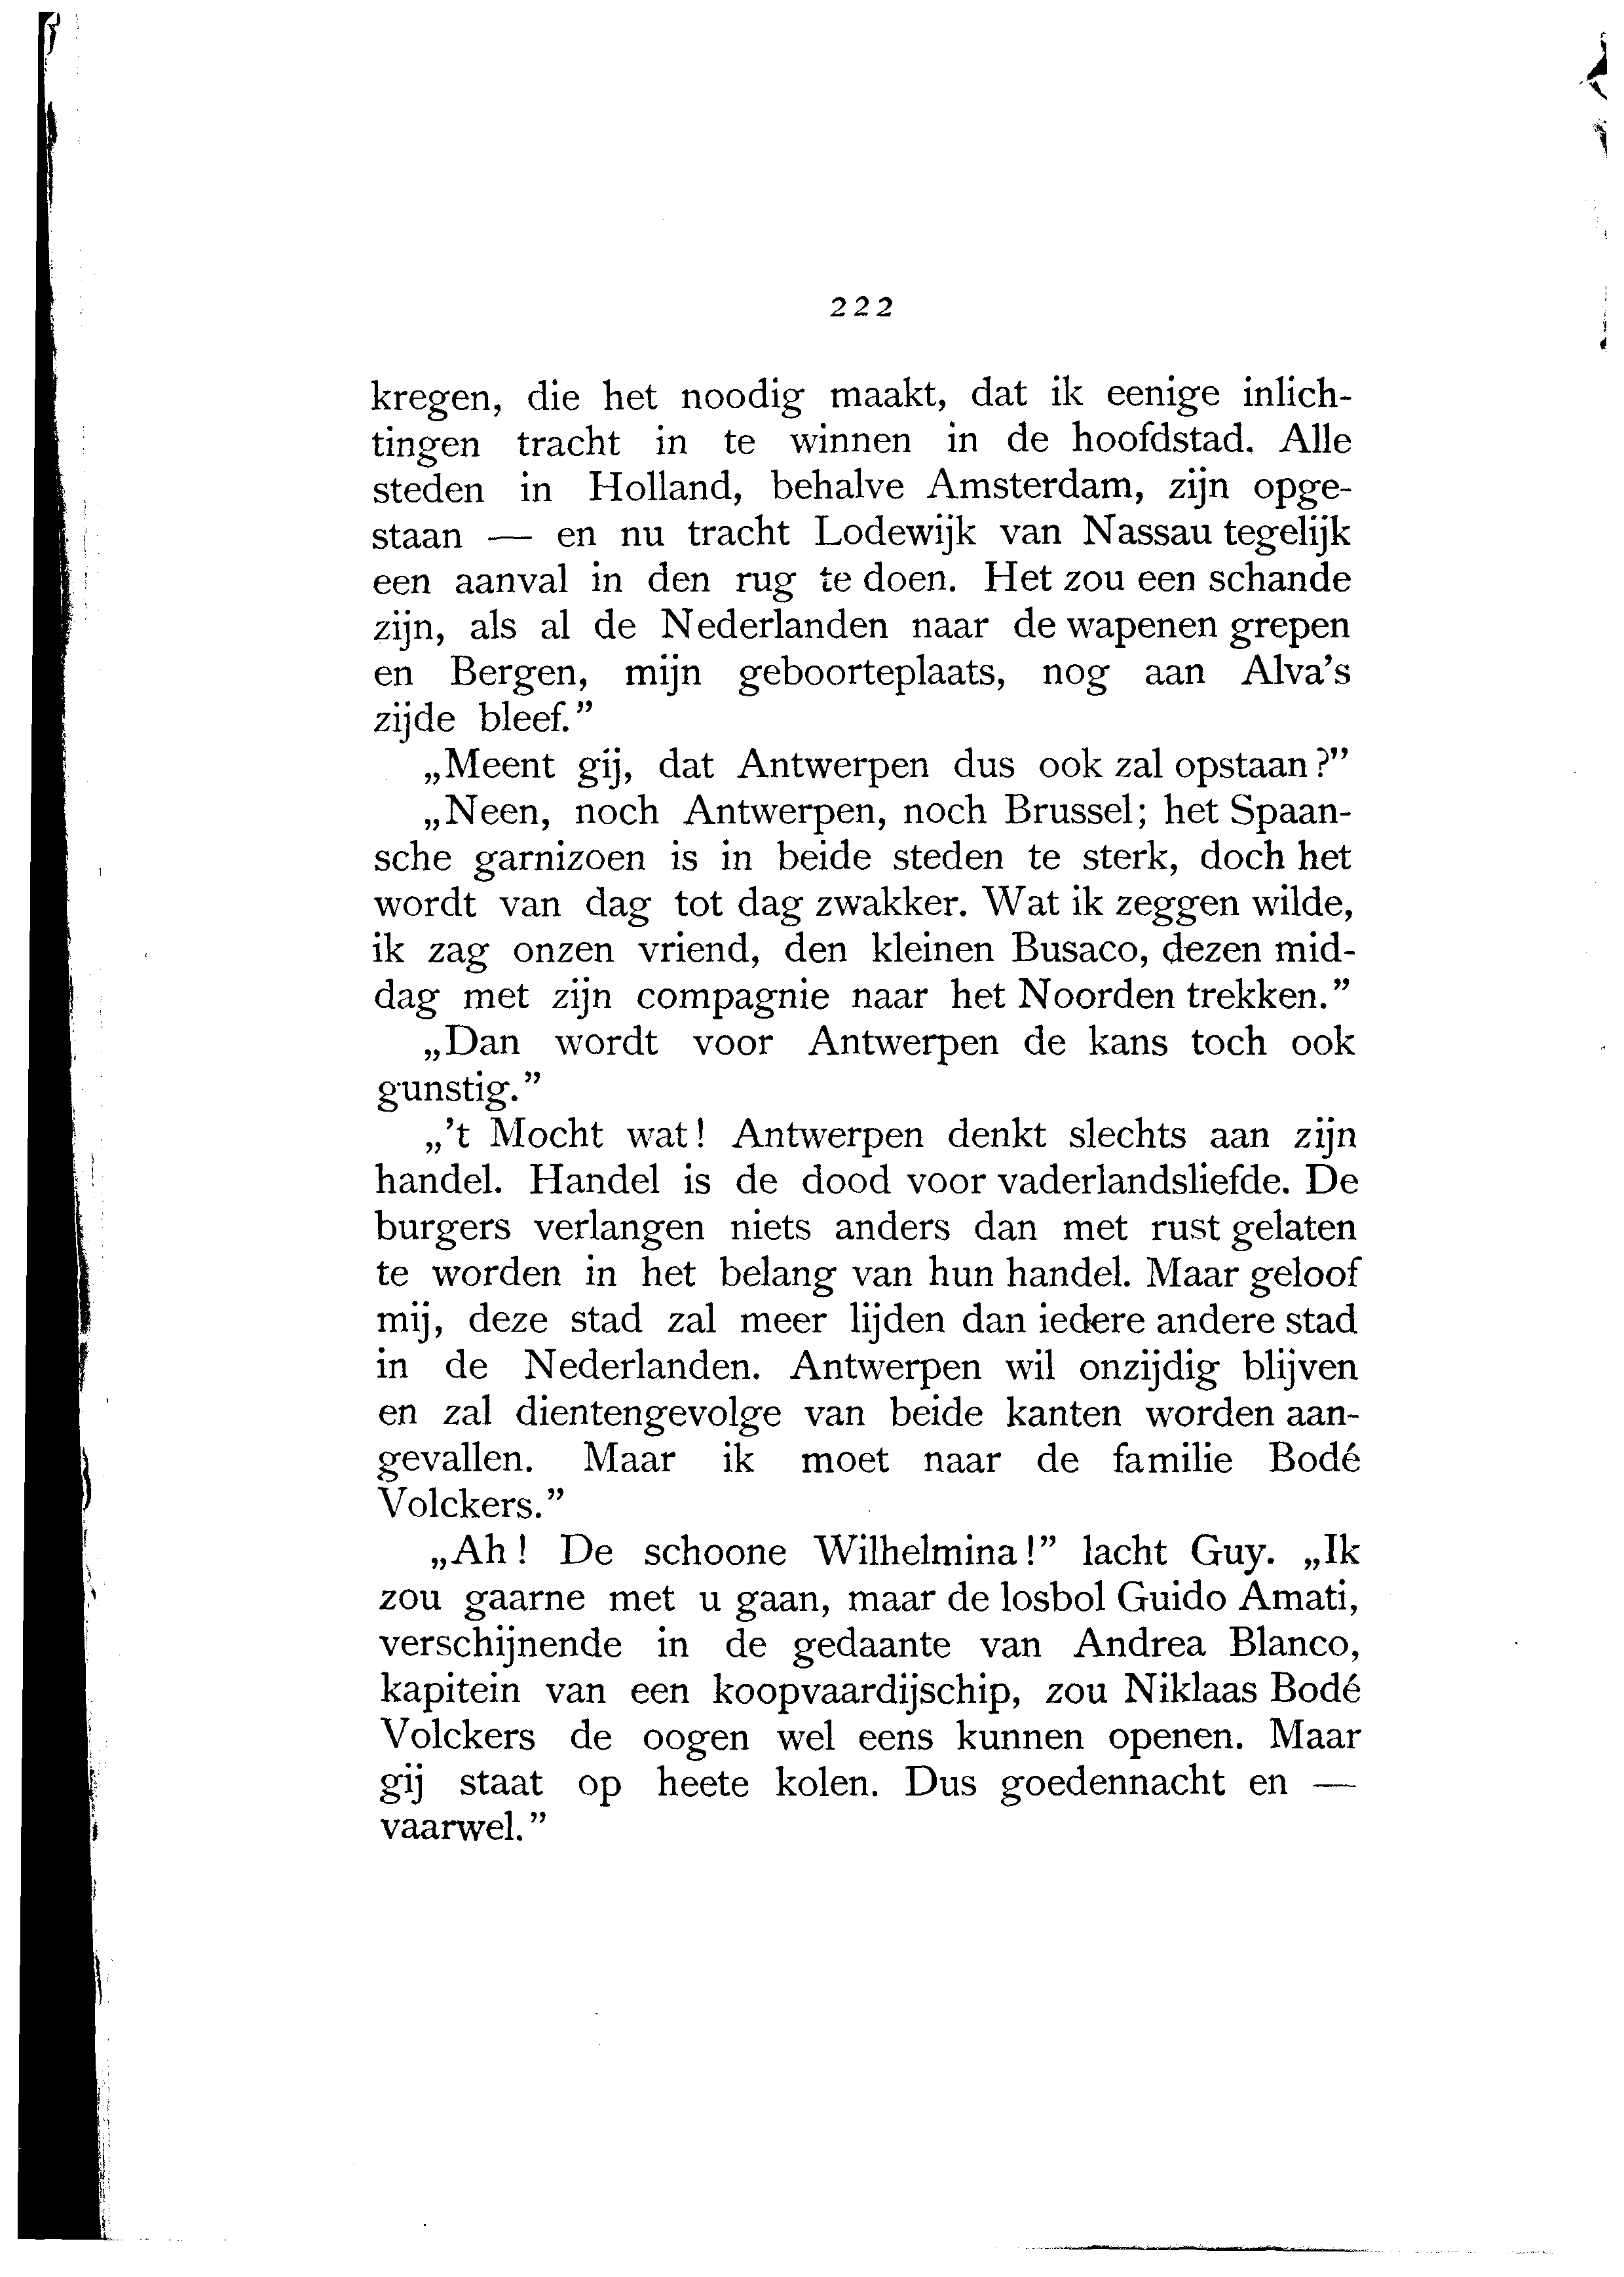 222
kregen, die het noodig maakt, dat ik eenige inlich-
tingen tracht in te winnen in de hoofdstad. Alle
steden in Holland, behalve Amsterdam, zijn opge-
staan — en nu tracht Lodewijk van Nassau tegelijk
een aanval in den rug te doen. Het zou een schande
zijn, als al de Nederlanden naar de wapenen grepen
en Bergen, mijn geboorteplaats, nog aan Alva's
zijde bleef.”
„Meent gij, dat Antwerpen dus ook zal opstaan?”
„Neen, noch Antwerpen, noch Brussel; het Spaan-
sche garnizoen is in beide steden te sterk, doch het
wordt van dag tot dag zwakker. Wat ik zeggen wilde,
ik zag onzen vriend, den kleinen Busaco, dezen mid-
dag met zijn compagnie naar het Noorden trekken.”
„Dan wordt voor Antwerpen de kans toch ook
gunstig.”
„'t Mocht wat! Antwerpen denkt slechts aan zijn
handel. Handel is de dood voor vaderlandsliefde. De
burgers verlangen niets anders dan met rust gelaten
te worden in het belang van hun handel. Maar geloof
mij, deze stad zal meer lijden dan iedere andere stad
in de Nederlanden. Antwerpen wil onzijdig blijven
en zal dientengevolge van beide kanten worden aan-
gevallen. Maar ik moet naar de familie Bodé
Volckers.”
„Ah! De schoone Wilhelmina!” lacht Guy. „Ik
zou gaarne met u gaan, maar de losbol Guido Amati,
verschijnende in de gedaante van Andrea Blanco,
kapitein van een koopvaardijschip, zou Niklaas Bodé
Volckers de oogen wel eens kunnen openen. Maar
gij staat op heete kolen. Dus goedennacht en —
vaarwel.”